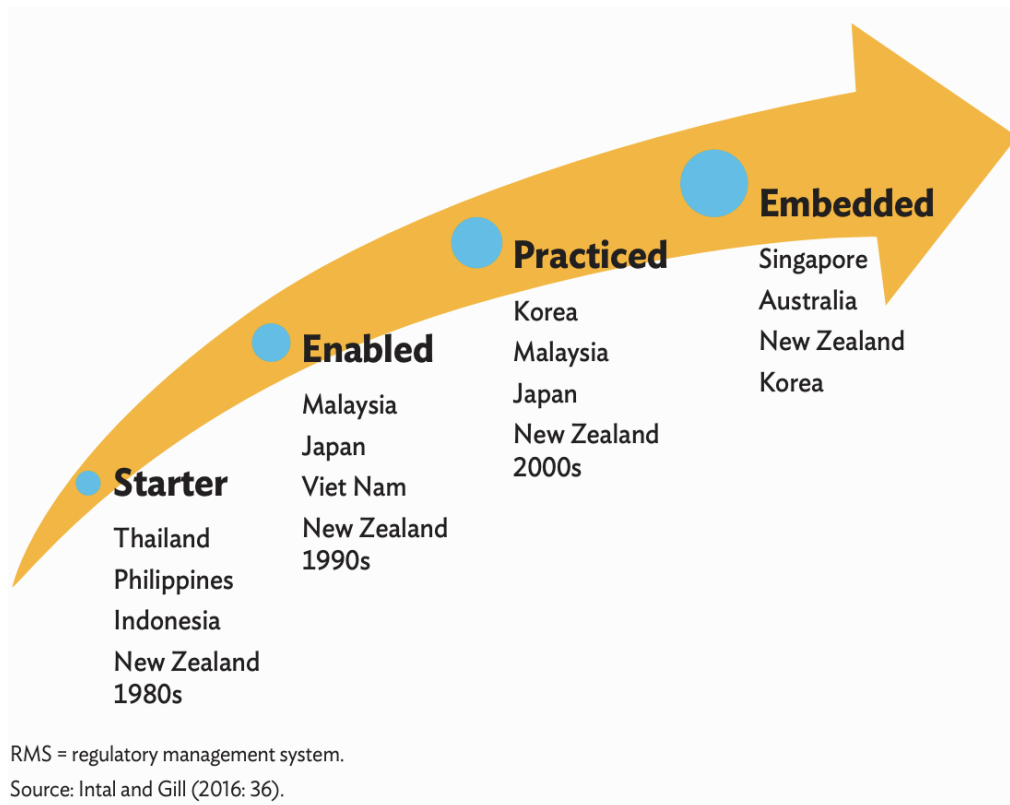 Starter
Thailand
Philippines
Indonesia
New Zealand
1980s
Enabled
Malaysia
Japan
Viet Nam
New Zealand
1990s
Practiced
Korea
Malaysia
Japan
New Zealand
2000s
Embedded
Singapore
Australia
New Zealand
Korea
RMS = regulatory management system.
Source: Intal and Gill (2016: 36).